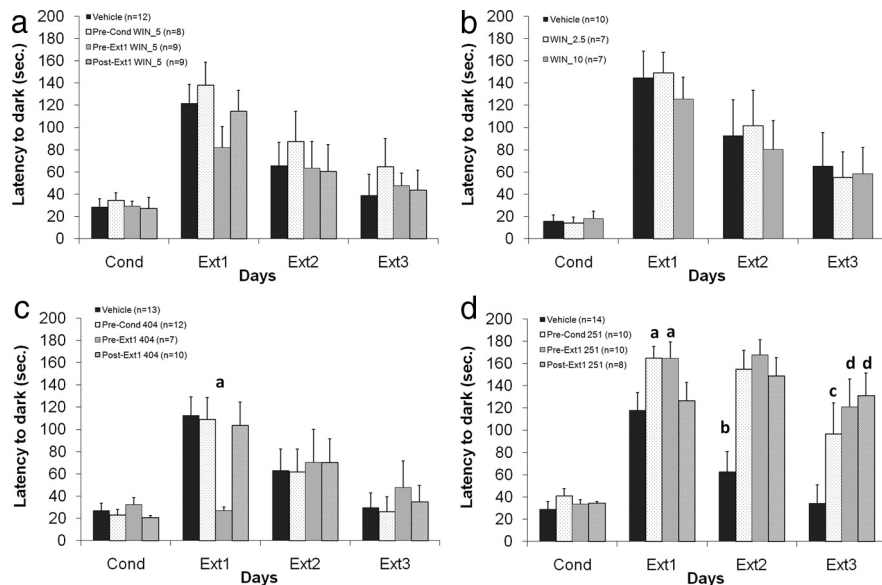 a
Latency to dark (sec.)
200
180
160
140
120
100
80
60
40
20
0
Vehicle (n=12)
Pre-Cond WIN_5 (n=8)
Pre-Ext1 WIN_5 (n=9)
Post-Ext1 WIN_5 (n=9)
Cond Ext1 Ext2 Ext3
Days
b
Latency to dark (sec.)
200
180
160
140
120
100
80
60
40
20
0
Vehicle (n=10)
WIN_2.5 (n=7)
WIN_10 (n=7)
Cond Ext1 Ext2 Ext3
Days
c
Latency to dark (sec.)
200
180
160
140
120
100
80
60
40
20
0
Vehicle (n=13)
Pre-Cond 404 (n=12)
Pre-Ext1 404 (n=7)
Post-Ext1 404 (n=10)
a
Cond Ext1 Ext2 Ext3
Days
d
Latency to dark (sec.)
200
180
160
140
120
100
80
60
40
20
0
Vehicle (n=14)
Pre-Cond 251 (n=10)
Pre-Ext1 251 (n=10)
Post-Ext1 251 (n=8)
a a
b
c d d
Cond Ext1 Ext2 Ext3
Days